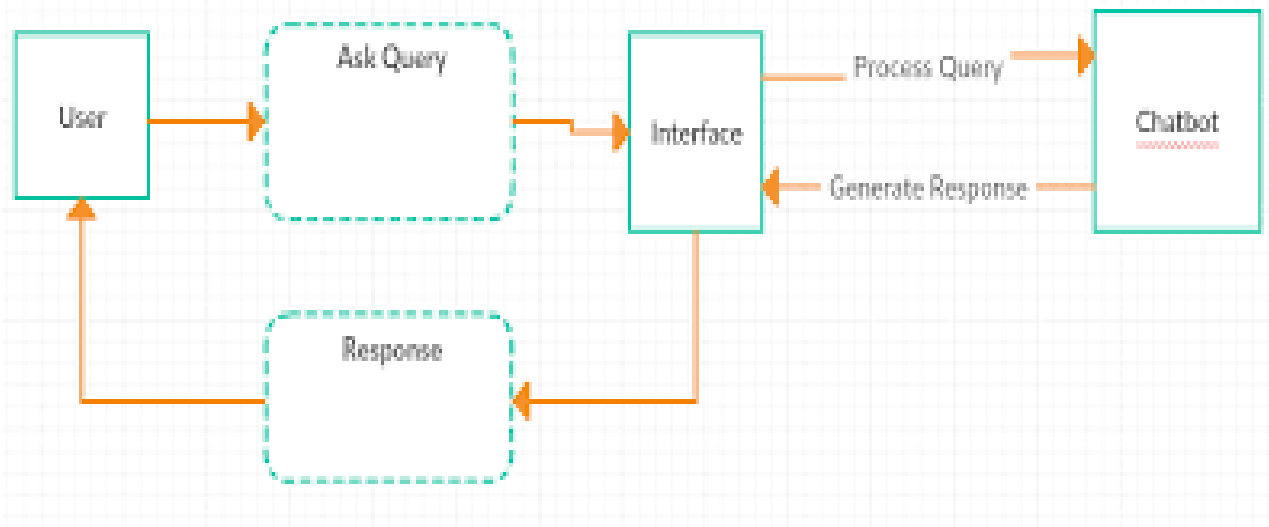 Ask Query
User
Process Query
Interface
Chatbot
Generate Response
Response